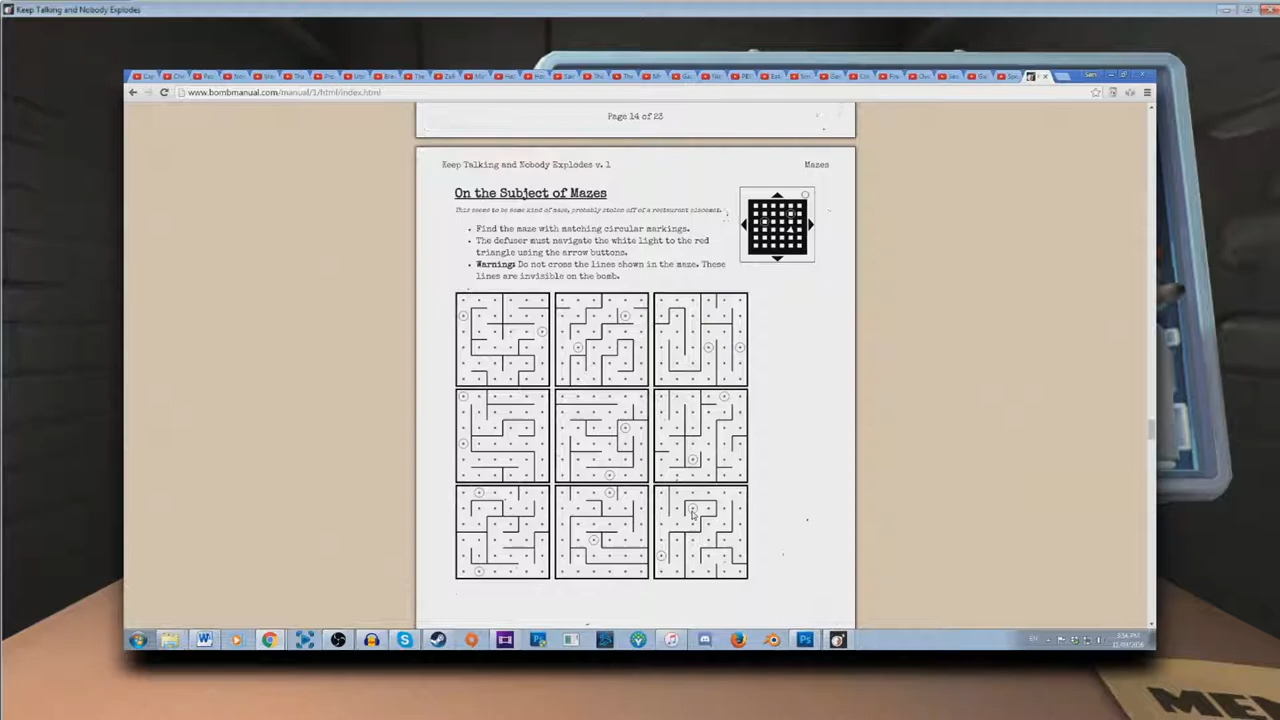 Keep Talking and Nobody Explodes
www.bombmanual.com/manual/1/html/index.html
Page 14 of 23
Keep Talking and Nobody Explodes v. 1
Mazes
On the Subject of Mazes
This seems to be some kind of maze, probably stolen off of a restaurant placemat.
Find the maze with matching circular markings.
The defuser must navigate the white light to the red
triangle using the arrow buttons.
Warning: Do not cross the lines shown in the maze. These
lines are invisible on the bomb.
EN